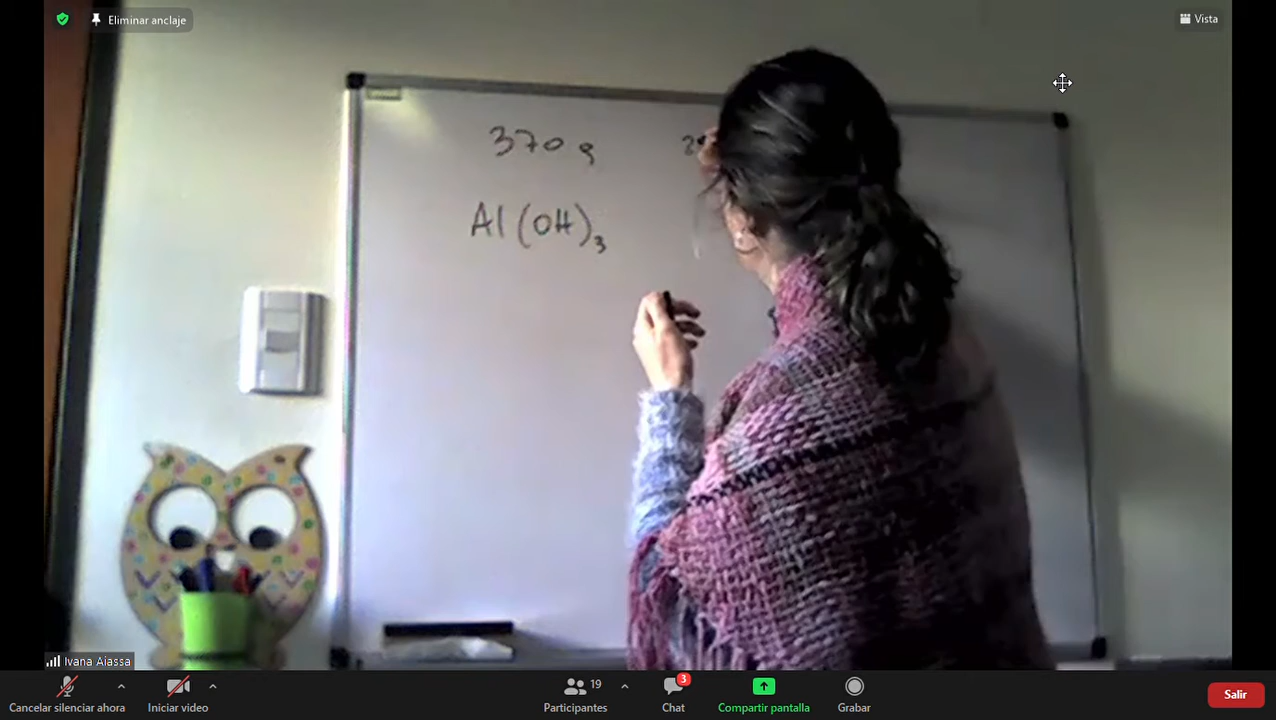 Eliminar anclaje
Vista
370 g
Al(OH)₃
Ivana Aiassa
Cancelar silenciar ahora
Iniciar video
19
Participantes
3
Chat
Compartir pantalla
Grabar
Salir